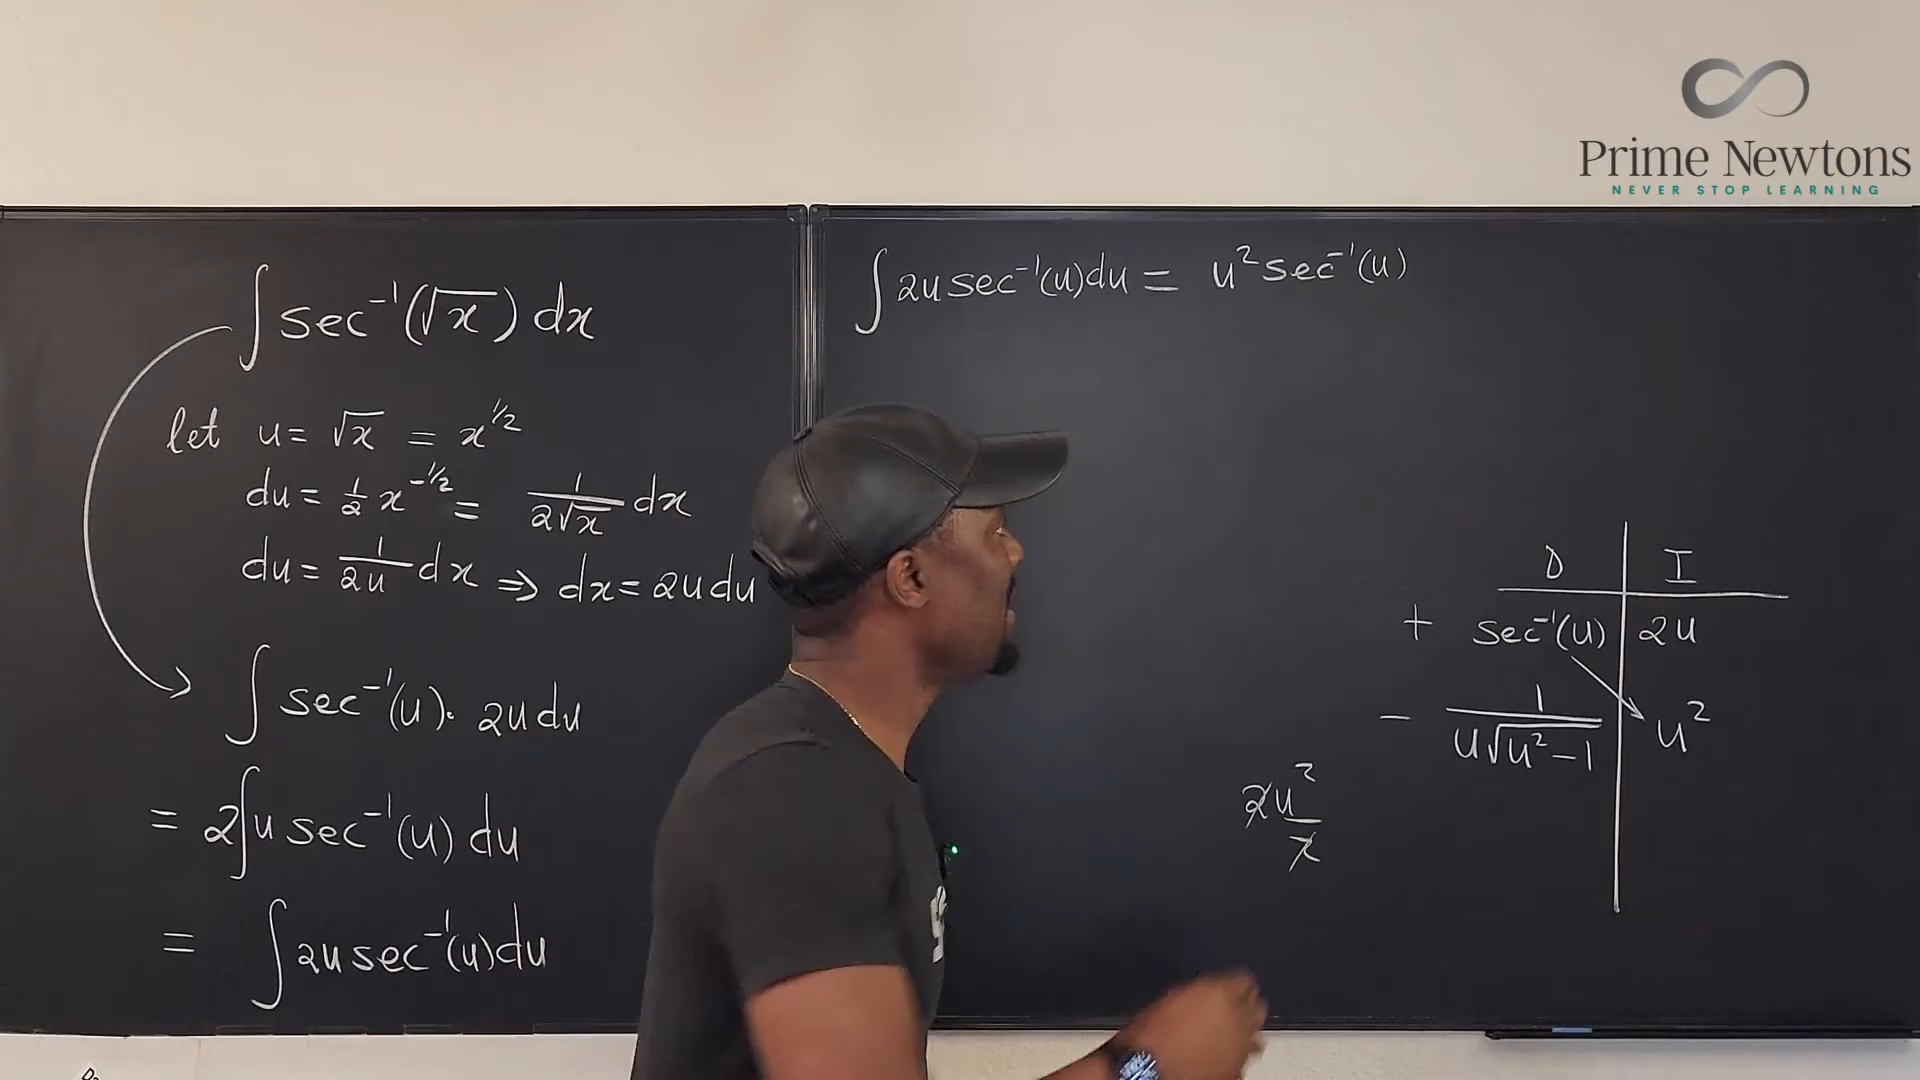 Prime Newtons
NEVER STOP LEARNING
∫ sec⁻¹(√x) dx
let u = √x = x^1/2
du = 1/2 x^-1/2 = 1/(2√x) dx
du = 1/(2u) dx ⇒ dx = 2u du
∫ sec⁻¹(u) · 2u du
= 2∫ u sec⁻¹(u) du
= ∫ 2u sec⁻¹(u) du
∫ 2u sec⁻¹(u) du = u² sec⁻¹(u)
D I
+ sec⁻¹(u) 2u
- 1/(u√(u²-1)) u²
2u²/2